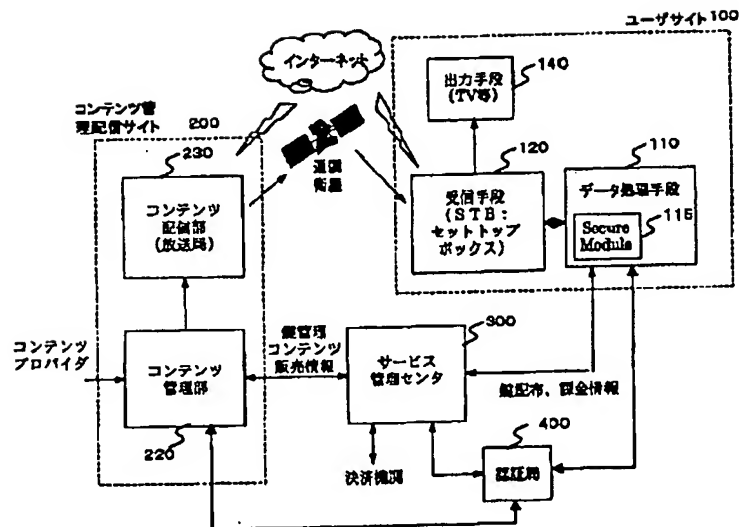 ユーザサイト100
インターネット
出力手段
(TV等)
140
コンテンツ管
理配信サイト
200
230
コンテンツ
配信部
(放送局)
通信
衛星
120
受信手段
(STB:
セットトップ
ボックス)
110
データ処理手段
Secure
Module
115
コンテンツ
プロバイダ
コンテンツ
管理部
220
鍵管理
コンテンツ
販売情報
300
サービス
管理センタ
鍵配布、課金情報
決済機関
400
認証局